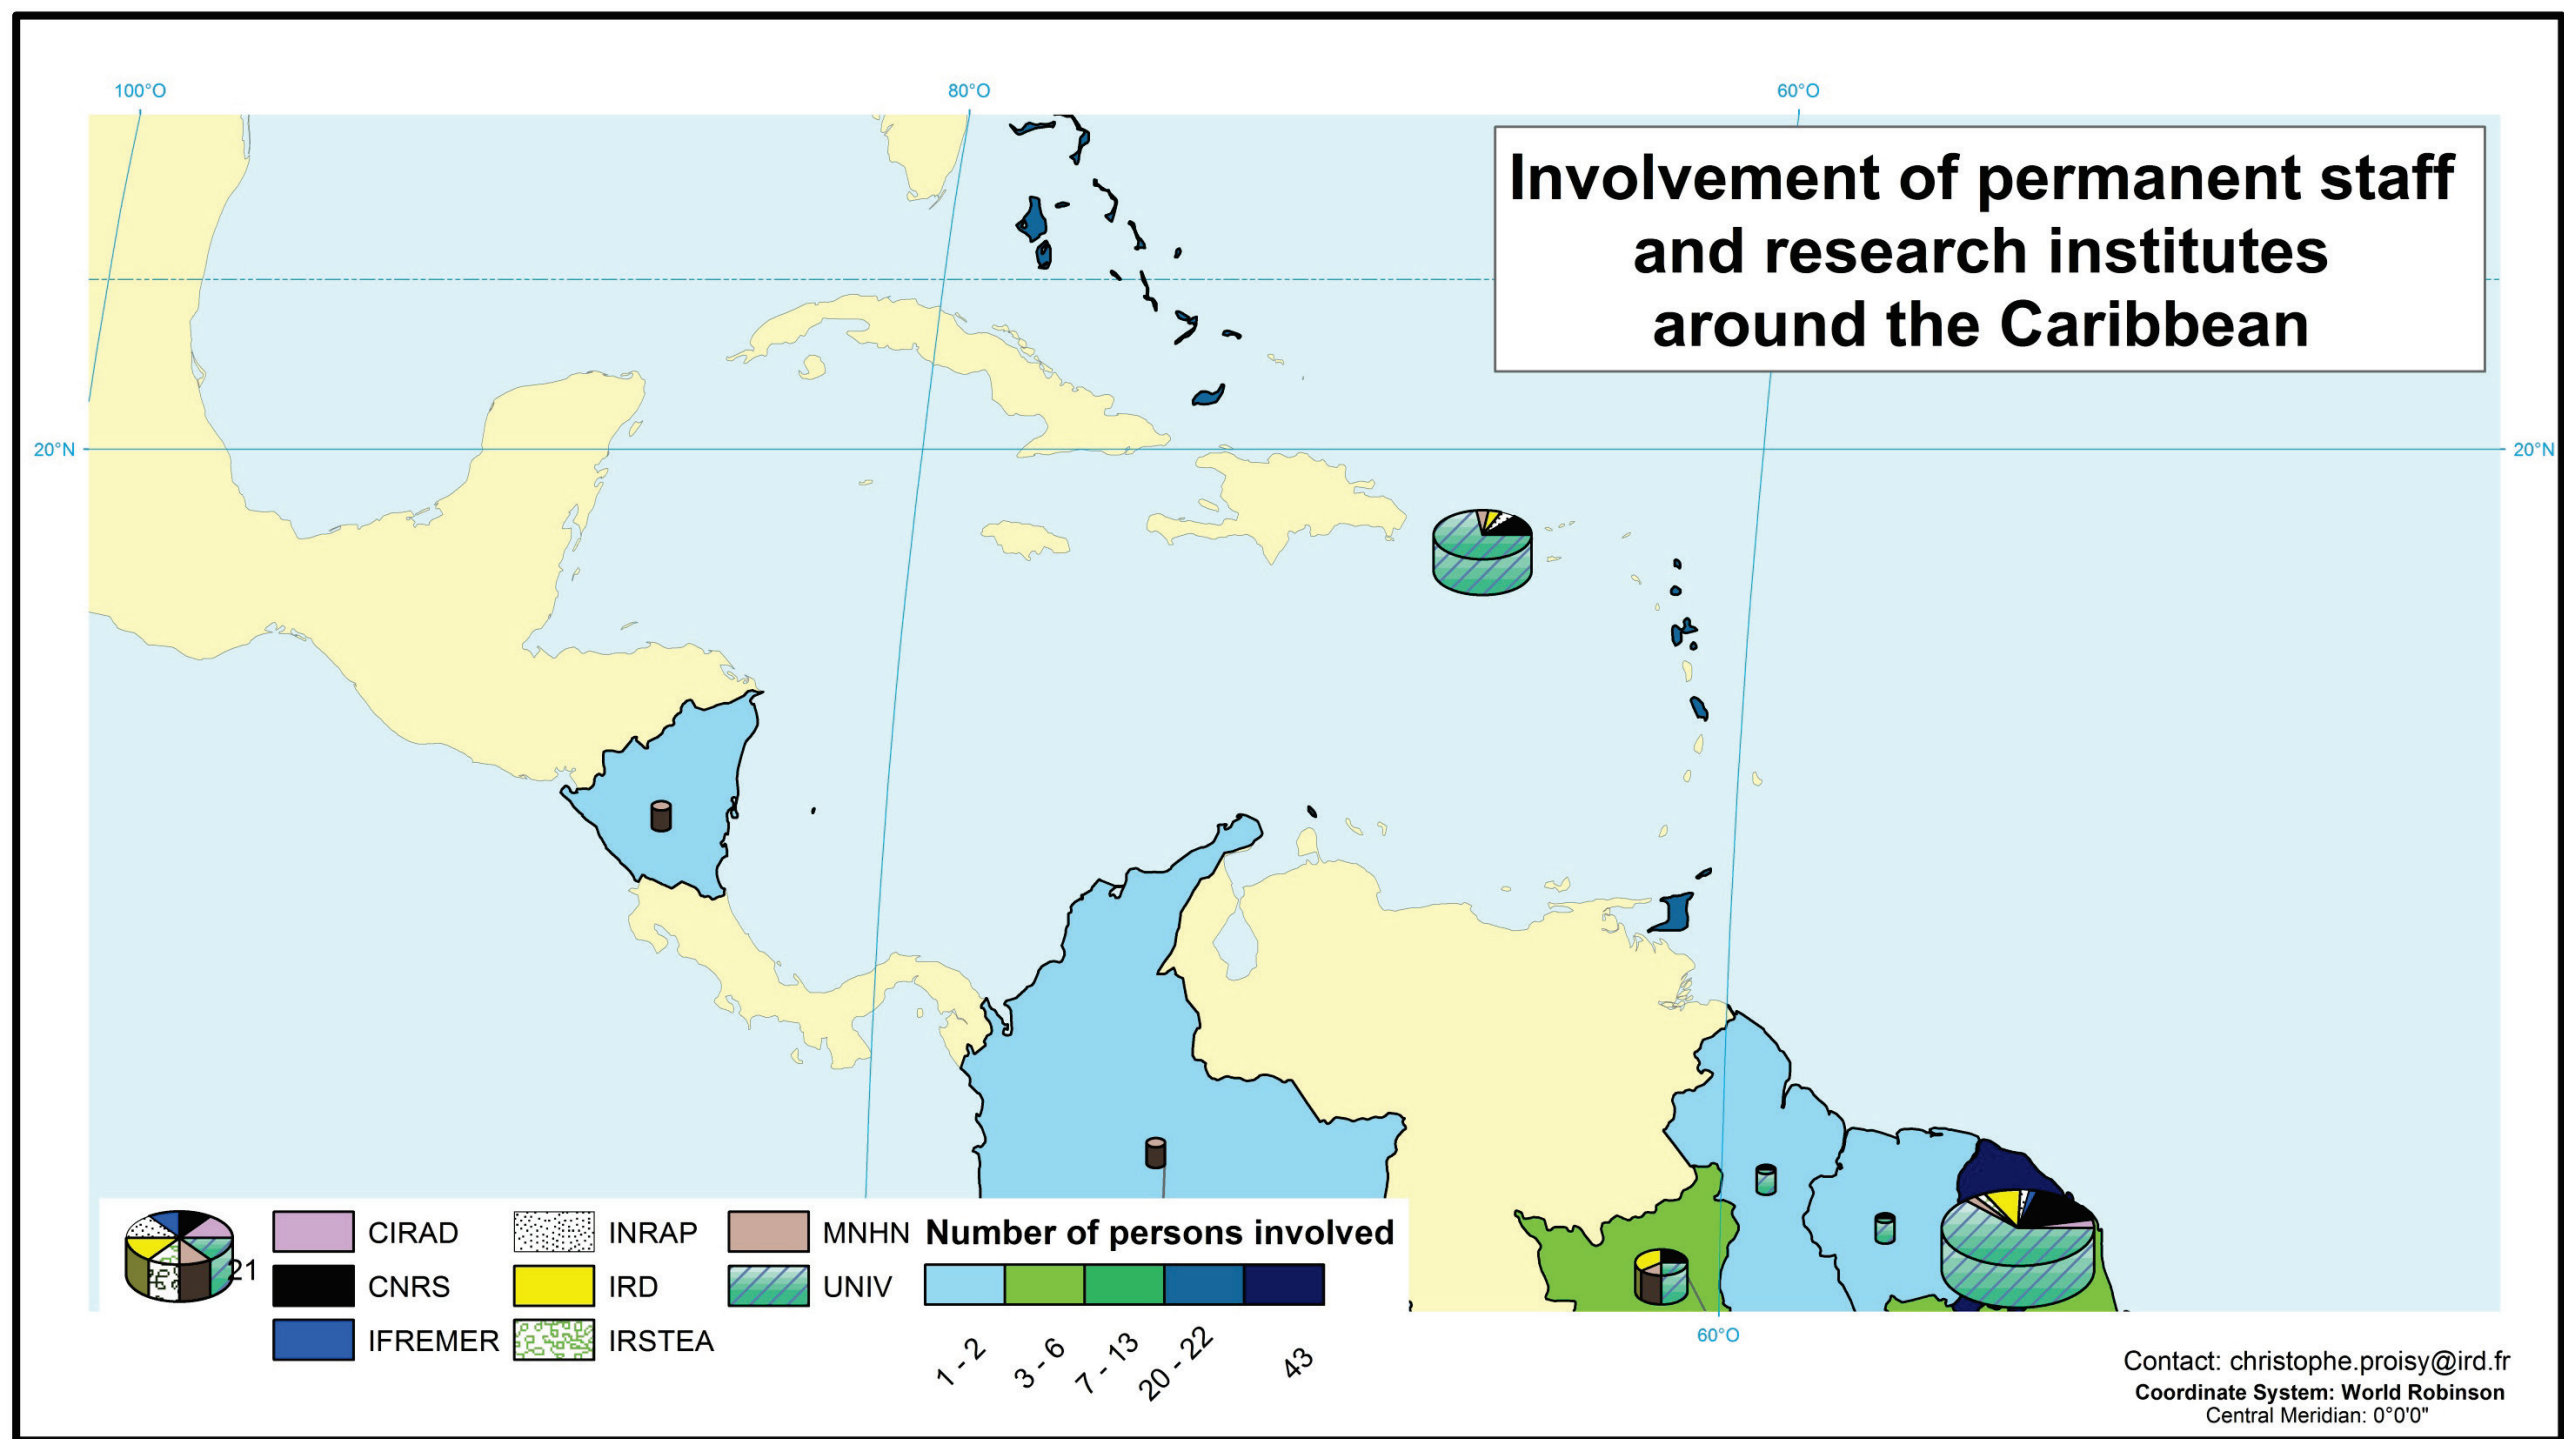 100°O
80°O
60°O
Involvement of permanent staff
and research institutes
around the Caribbean
20°N
20°N
21
CIRAD
CNRS
IFREMER
INRAP
IRD
IRSTEA
MNHN
UNIV
Number of persons involved
1 - 2
3 - 6
7 - 13
20 - 22
43
60°O
Contact: christophe.proisy@ird.fr
Coordinate System: World Robinson
Central Meridian: 0°0'0"